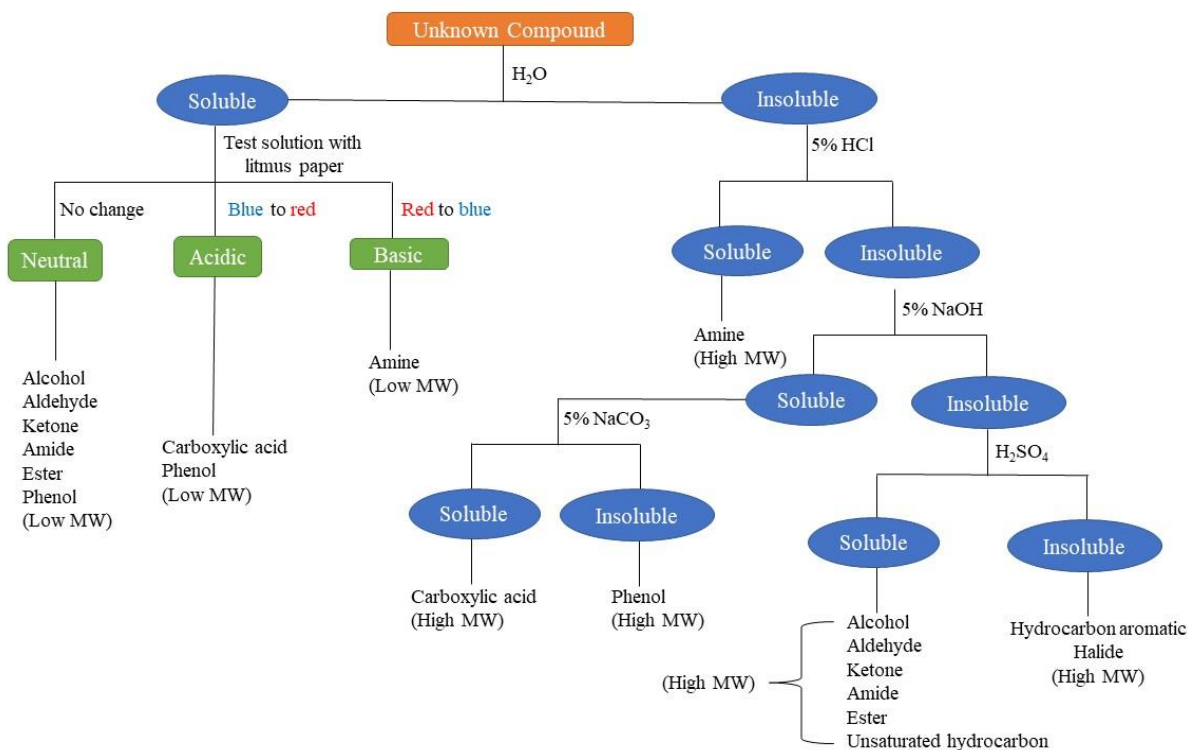 Unknown Compound
H₂O
Soluble
Insoluble
Test solution with
litmus paper
5% HCl
No change
Blue to red
Red to blue
Neutral
Acidic
Basic
Soluble
Insoluble
5% NaOH
Amine
(High MW)
Amine
(Low MW)
Alcohol
Aldehyde
Ketone
Amide
Ester
Phenol
(Low MW)
Carboxylic acid
Phenol
(Low MW)
Soluble
Insoluble
5% NaCO₃
H₂SO₄
Soluble
Insoluble
Soluble
Insoluble
Carboxylic acid
(High MW)
Phenol
(High MW)
(High MW)
Alcohol
Aldehyde
Ketone
Amide
Ester
Unsaturated hydrocarbon
Hydrocarbon aromatic
Halide
(High MW)